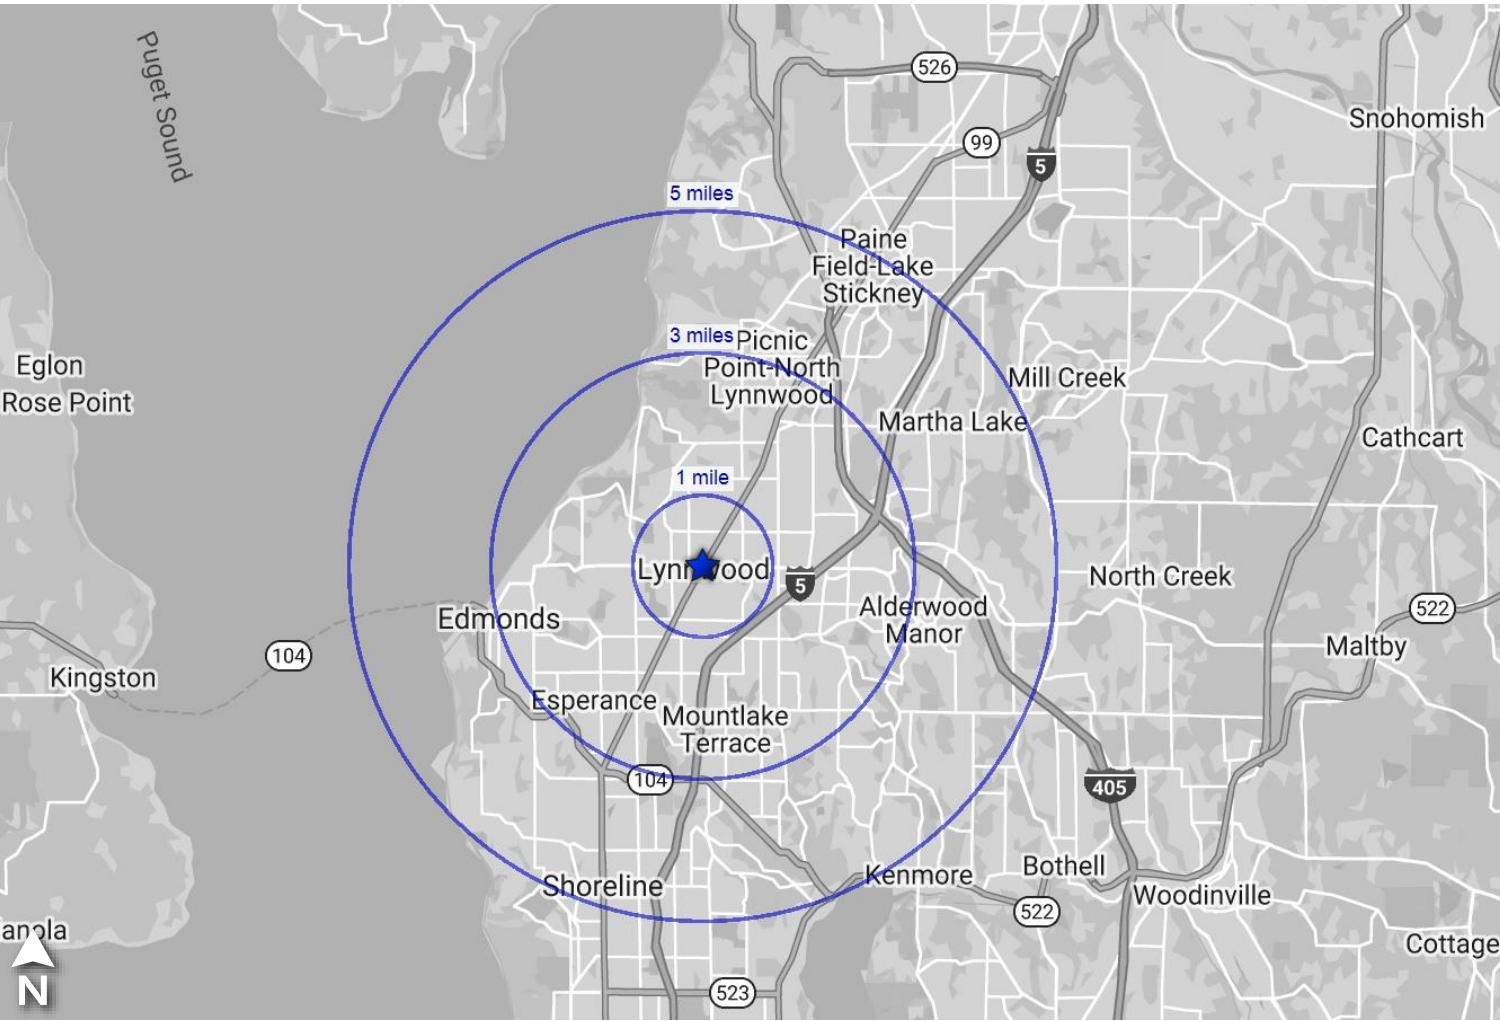 Puget Sound
526
Snohomish
99
5
5 miles
Paine
Field-Lake
Stickney
3 miles
Picnic
Point-North
Lynnwood
Eglon
Rose Point
Mill Creek
Martha Lake
Cathcart
1 mile
Lynnwood
5
North Creek
Alderwood
Manor
522
Edmonds
104
Maltby
Kingston
Esperance
Mountlake
Terrace
104
405
Shoreline
Kenmore
Bothell
Woodinville
522
anola
Cottage
N
523